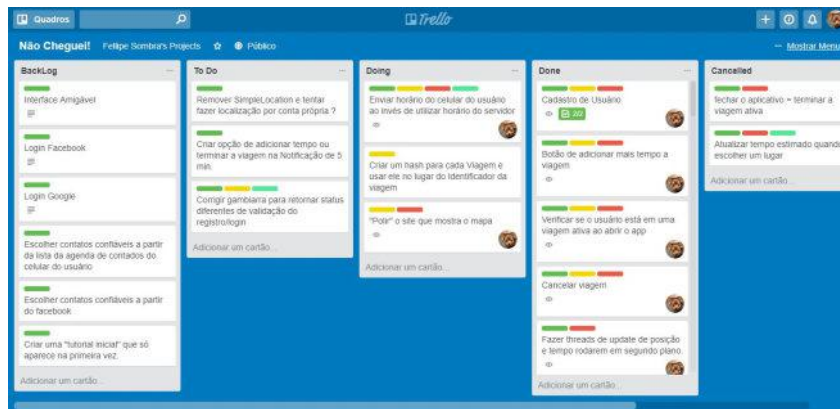 Quadros
Trello
Não Cheguei!
Fellipe Sombra's Projects
Público
Mostrar Menu
BackLog
Interface Amigável
Login Facebook
Login Google
Escolher contatos confiáveis a partir
da lista da agenda de contados do
celular do usuário
Escolher contatos confiáveis a partir
do facebook
Criar uma "tutorial inicial" que só
aparece na primeira vez.
Adicionar um cartão...
To Do
Remover SimpleLocation e tentar
fazer localização por conta própria ?
Criar opção de adicionar tempo ou
terminar a viagem na Notificação de 5
min.
Corrigir gambiarra para retornar status
diferentes de validação do
registro/login
Adicionar um cartão...
Doing
Enviar horário do celular do usuário
ao invés de utilizar horário do servidor
Criar um hash para cada Viagem e
usar ele no lugar do Identificador da
viagem
"Polir" o site que mostra o mapa
Adicionar um cartão...
Done
Cadastro de Usuário
2/2
Botão de adicionar mais tempo a
viagem
Verificar se o usuário está em uma
viagem ativa ao abrir o app
Cancelar viagem
Fazer threads de update de posição
e tempo rodarem em segundo plano.
Adicionar um cartão...
Cancelled
fechar o aplicativo = terminar a
viagem ativa
Atualizar tempo estimado quando
escolher um lugar
Adicionar um cartão...